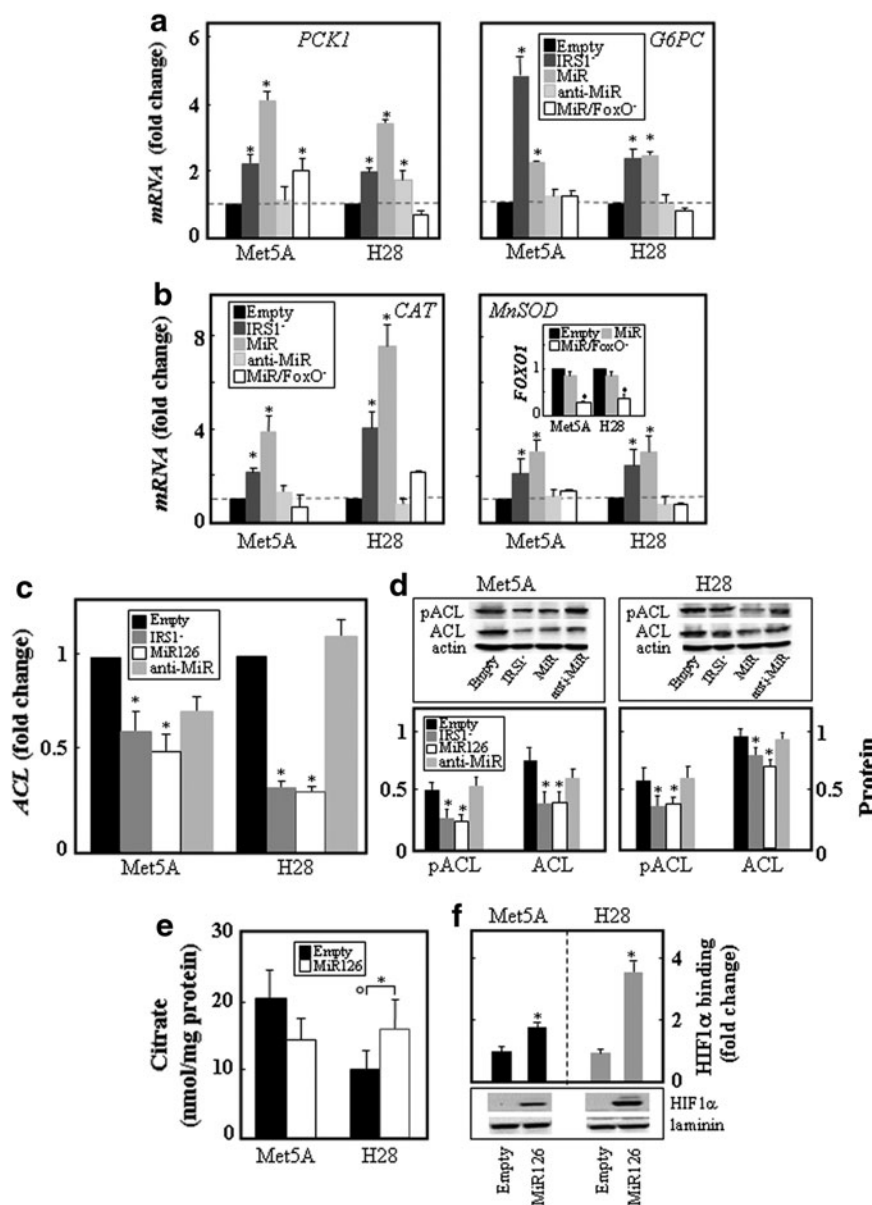 a
mRNA (fold change)
6
4
2
0
PCK1
Met5A
H28
G6PC
Empty
IRS1-
MiR
anti-MiR
MiR/FoxO-
Met5A
H28
b
mRNA (fold change)
8
4
0
Empty
IRS1-
MiR
anti-MiR
MiR/FoxO-
CAT
Met5A
H28
MnSOD
FOXO1
1
0
Empty
MiR
MiR/FoxO-
Met5A
H28
Met5A
H28
c
ACL (fold change)
1
0.5
0
Empty
IRS1-
MiR126
anti-MiR
Met5A
H28
d
Met5A
pACL
ACL
actin
Empty
IRS1-
MiR
anti-MiR
H28
pACL
ACL
actin
Empty
IRS1-
MiR
anti-MiR
1
0.5
0
Empty
IRS1-
MiR126
anti-MiR
pACL
ACL
pACL
ACL
1
0.5
0
Protein
e
Citrate
(nmol/mg protein)
30
20
10
0
Empty
MiR126
Met5A
H28
f
Met5A
H28
4
2
0
HIF1α binding
(fold change)
HIF1α
laminin
Empty
MiR126
Empty
MiR126